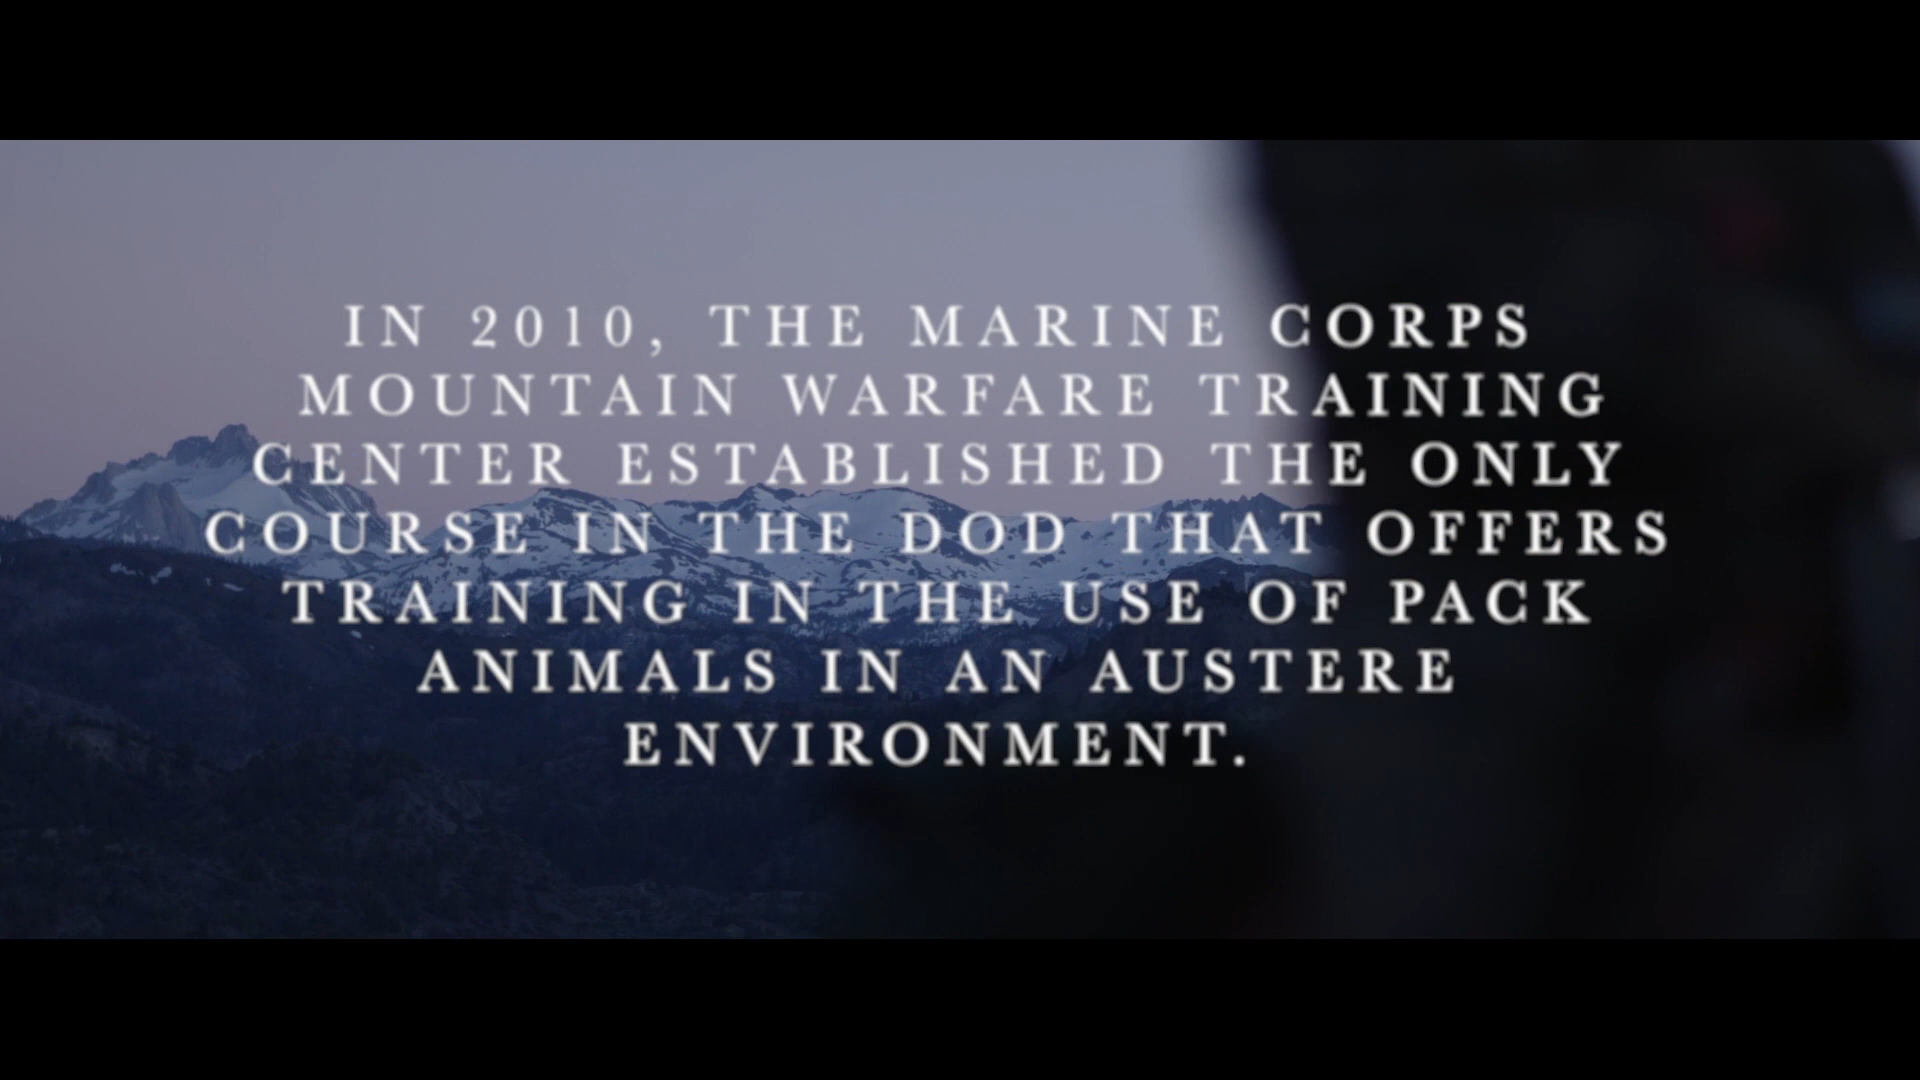 IN 2010, THE MARINE CORPS
MOUNTAIN WARFARE TRAINING
CENTER ESTABLISHED THE ONLY
COURSE IN THE DOD THAT OFFERS
TRAINING IN THE USE OF PACK
ANIMALS IN AN AUSTERE
ENVIRONMENT.